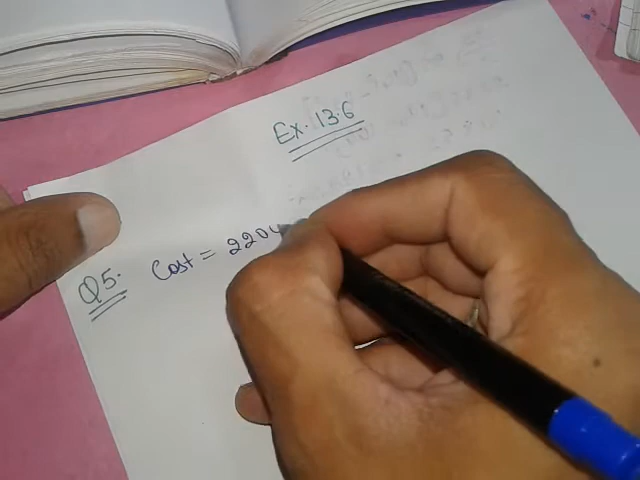 Ex. 13.6
Q5. Cost = 2204